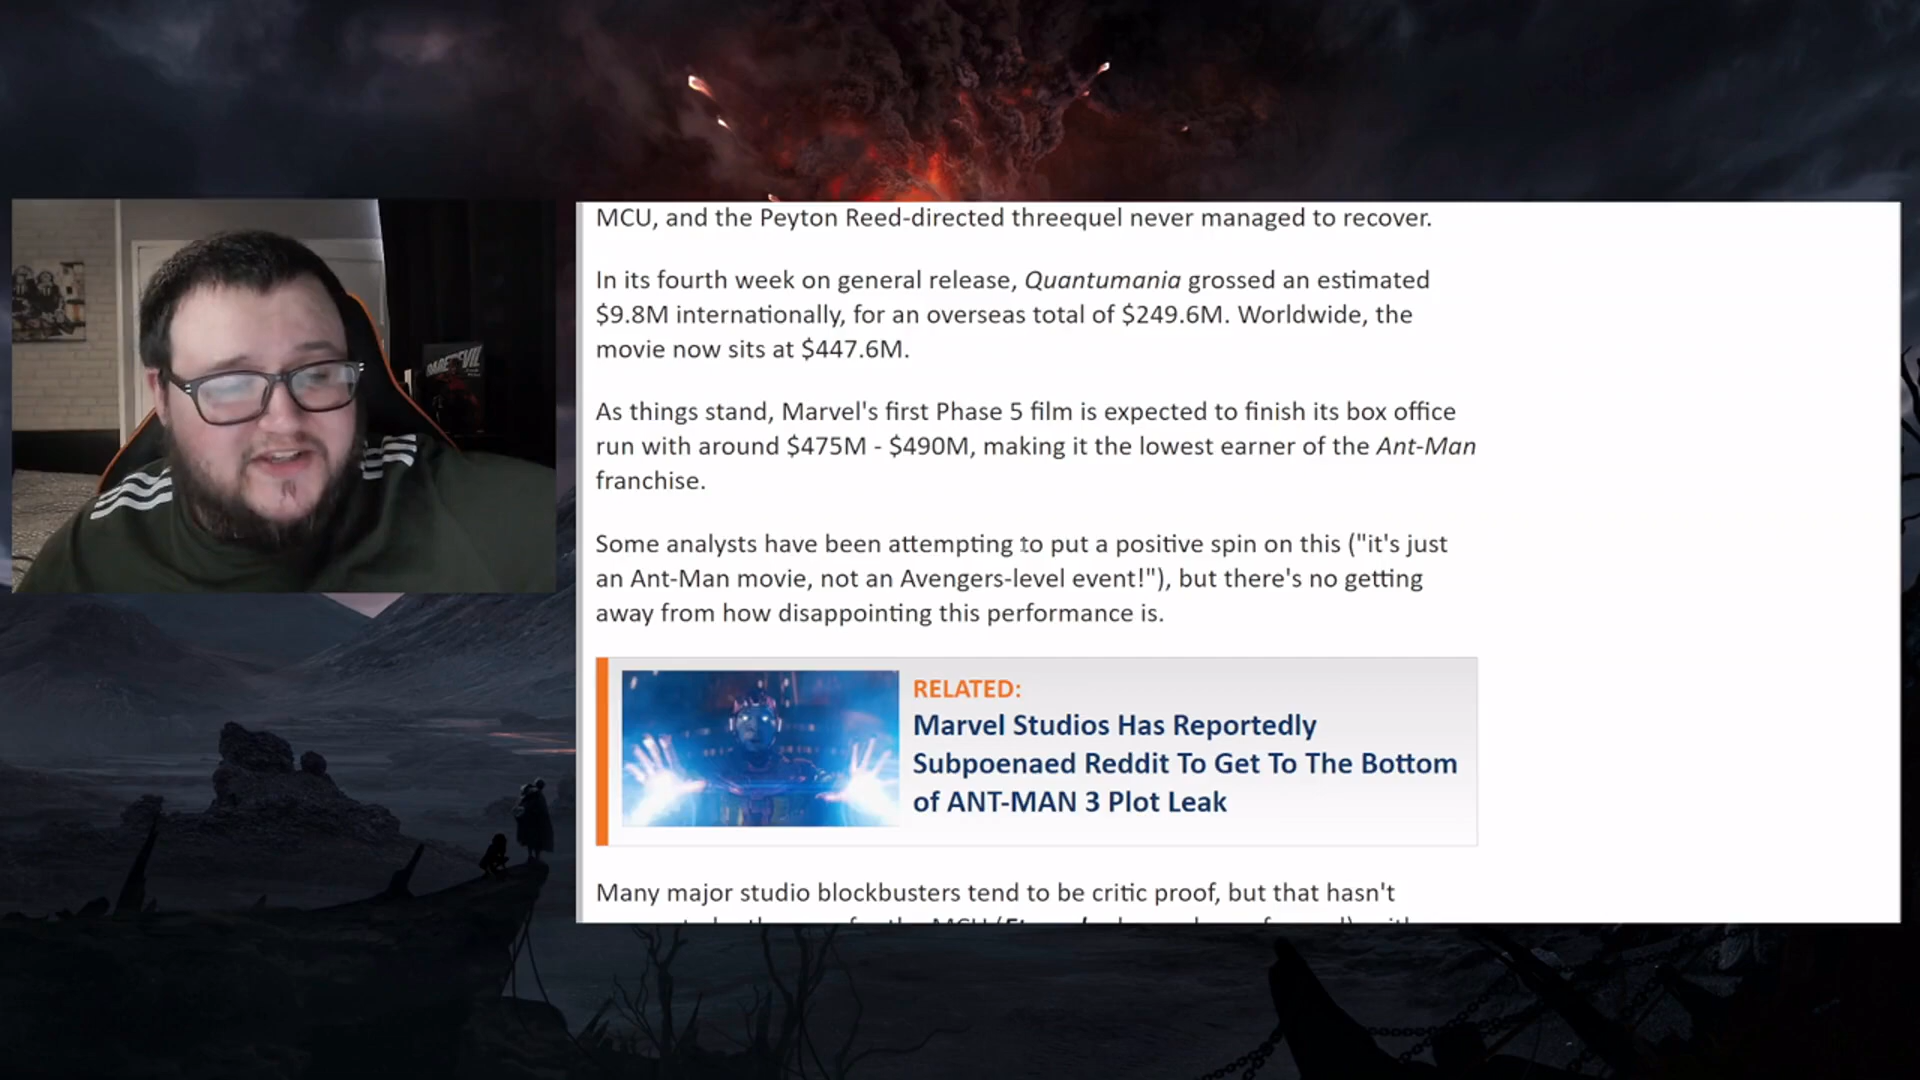 MCU, and the Peyton Reed-directed threequel never managed to recover.
In its fourth week on general release, Quantumania grossed an estimated
$9.8M internationally, for an overseas total of $249.6M. Worldwide, the
movie now sits at $447.6M.
As things stand, Marvel's first Phase 5 film is expected to finish its box office
run with around $475M - $490M, making it the lowest earner of the Ant-Man
franchise.
Some analysts have been attempting to put a positive spin on this ("it's just
an Ant-Man movie, not an Avengers-level event!"), but there's no getting
away from how disappointing this performance is.
RELATED:
Marvel Studios Has Reportedly
Subpoenaed Reddit To Get To The Bottom
of ANT-MAN 3 Plot Leak
Many major studio blockbusters tend to be critic proof, but that hasn't
DAREDEVIL